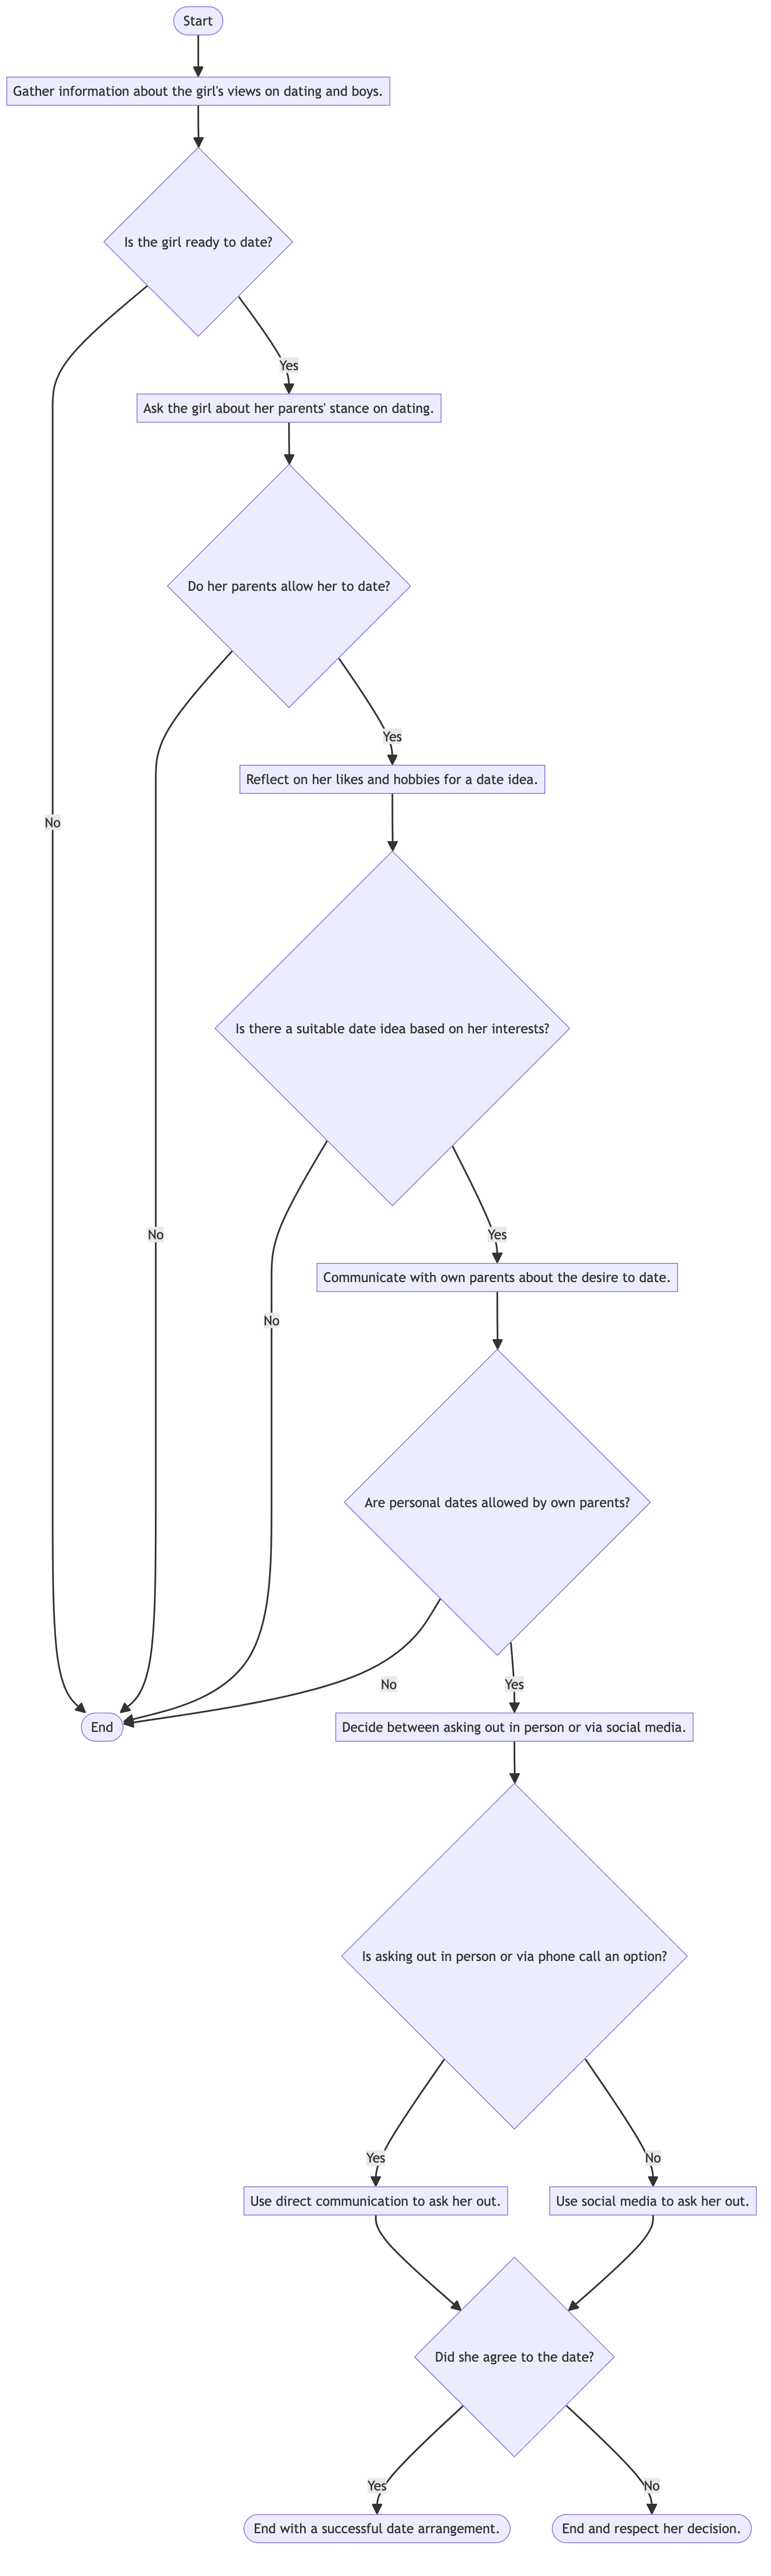 Start
Gather information about the girl's views on dating and boys.
Is the girl ready to date?
Yes
Ask the girl about her parents' stance on dating.
Do her parents allow her to date?
Yes
Reflect on her likes and hobbies for a date idea.
No
Is there a suitable date idea based on her interests?
No
Yes
Communicate with own parents about the desire to date.
No
Are personal dates allowed by own parents?
No
Yes
End
Decide between asking out in person or via social media.
Is asking out in person or via phone call an option?
Yes
No
Use direct communication to ask her out.
Use social media to ask her out.
Did she agree to the date?
Yes
No
End with a successful date arrangement.
End and respect her decision.